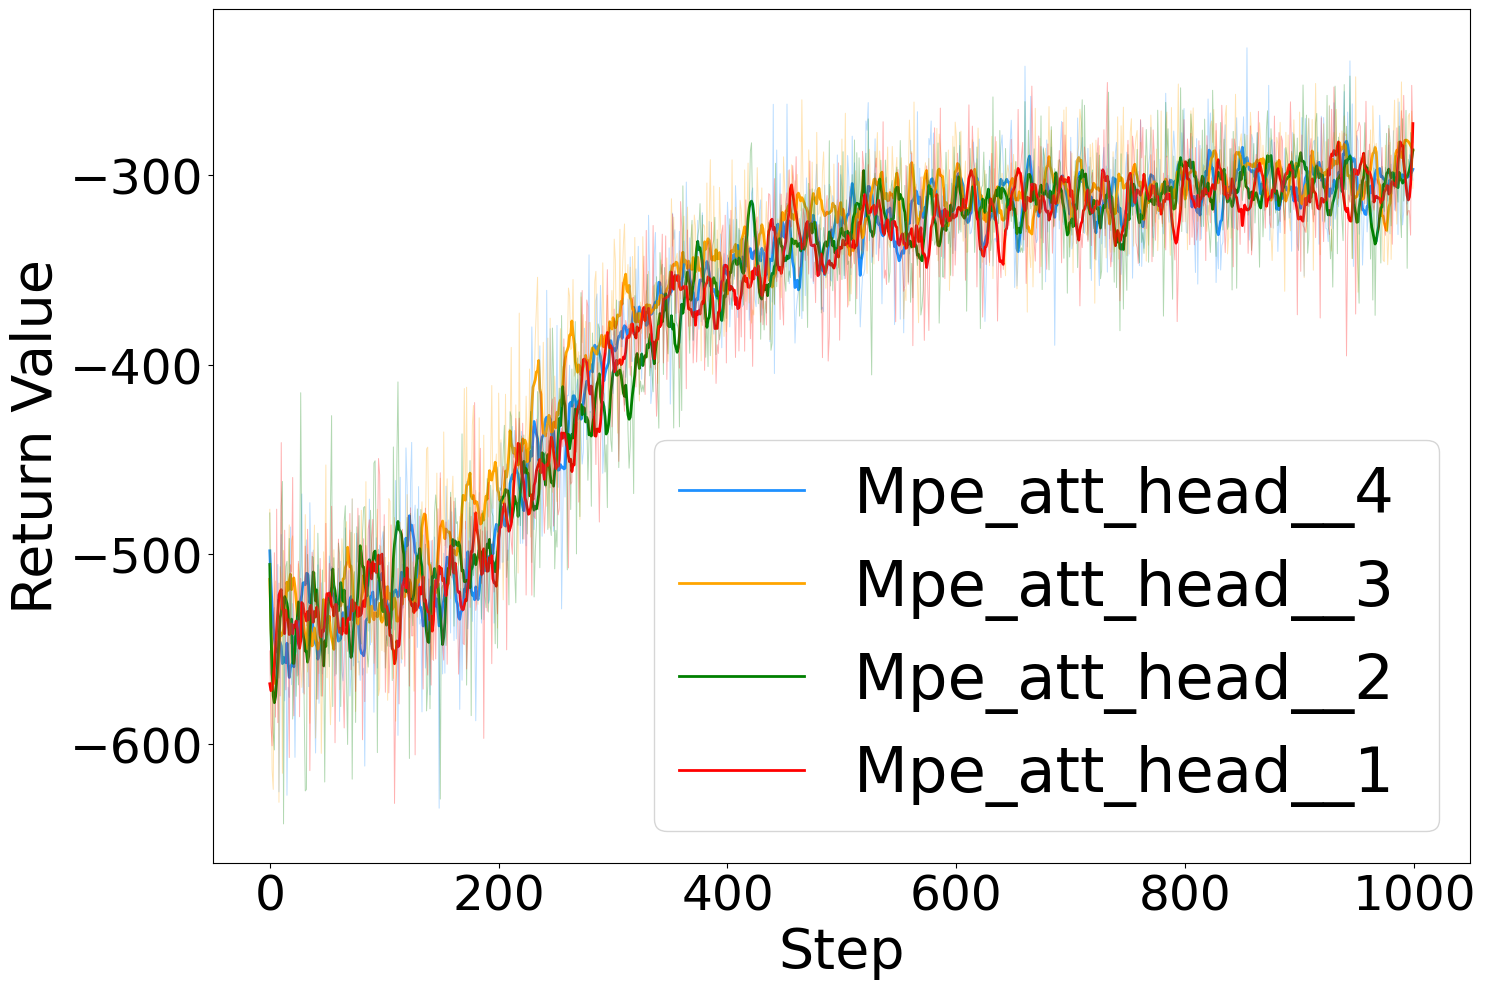 −300
−400
−500
−600
Return Value
0 200 400 600 800 1000
Step
Mpe_att_head__4
Mpe_att_head__3
Mpe_att_head__2
Mpe_att_head__1